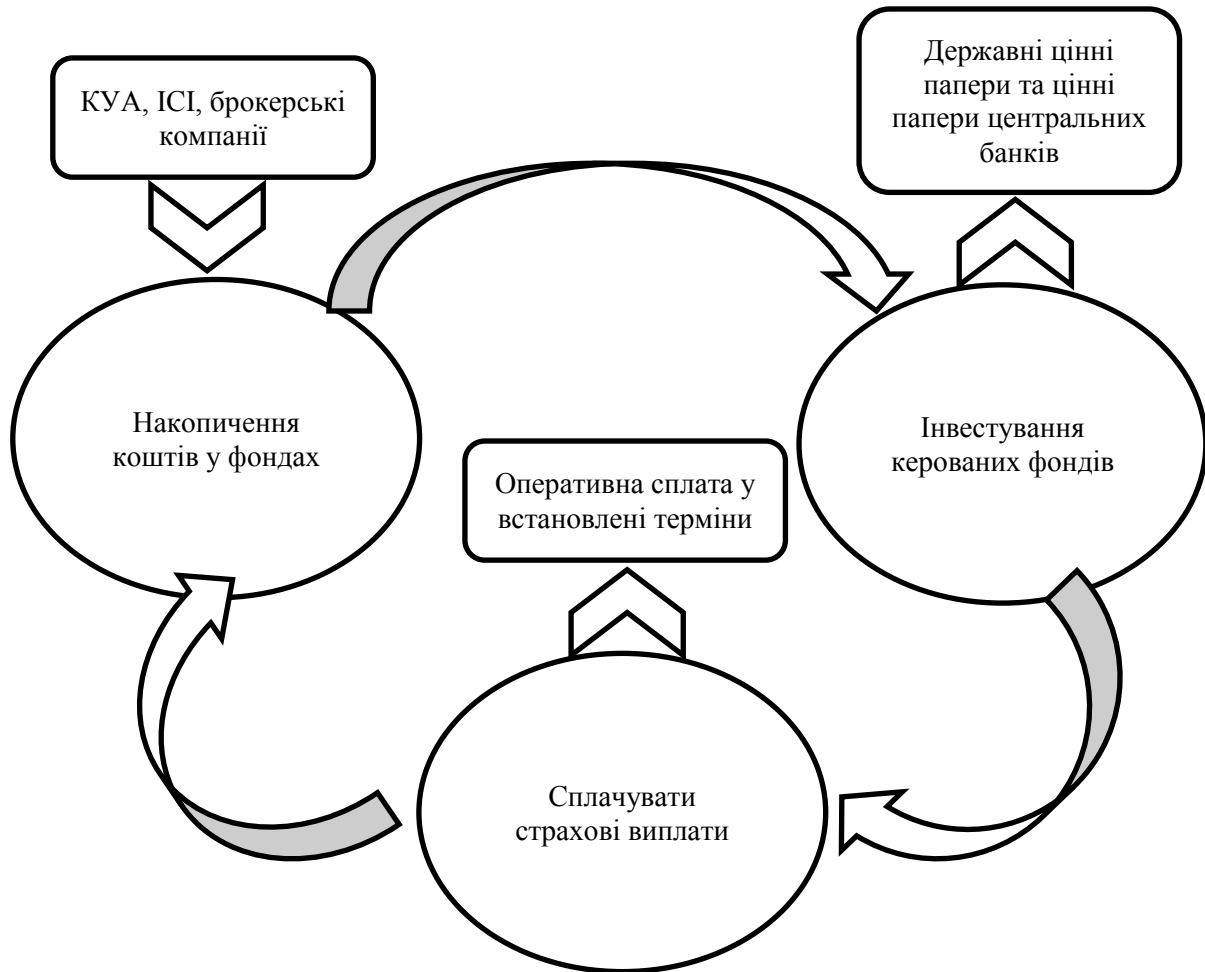 КУА, ІСІ, брокерські
компанії
Державні цінні
папери та цінні
папери центральних
банків
Накопичення
коштів у фондах
Інвестування
керованих фондів
Оперативна сплата у
встановлені терміни
Сплачувати
страхові виплати